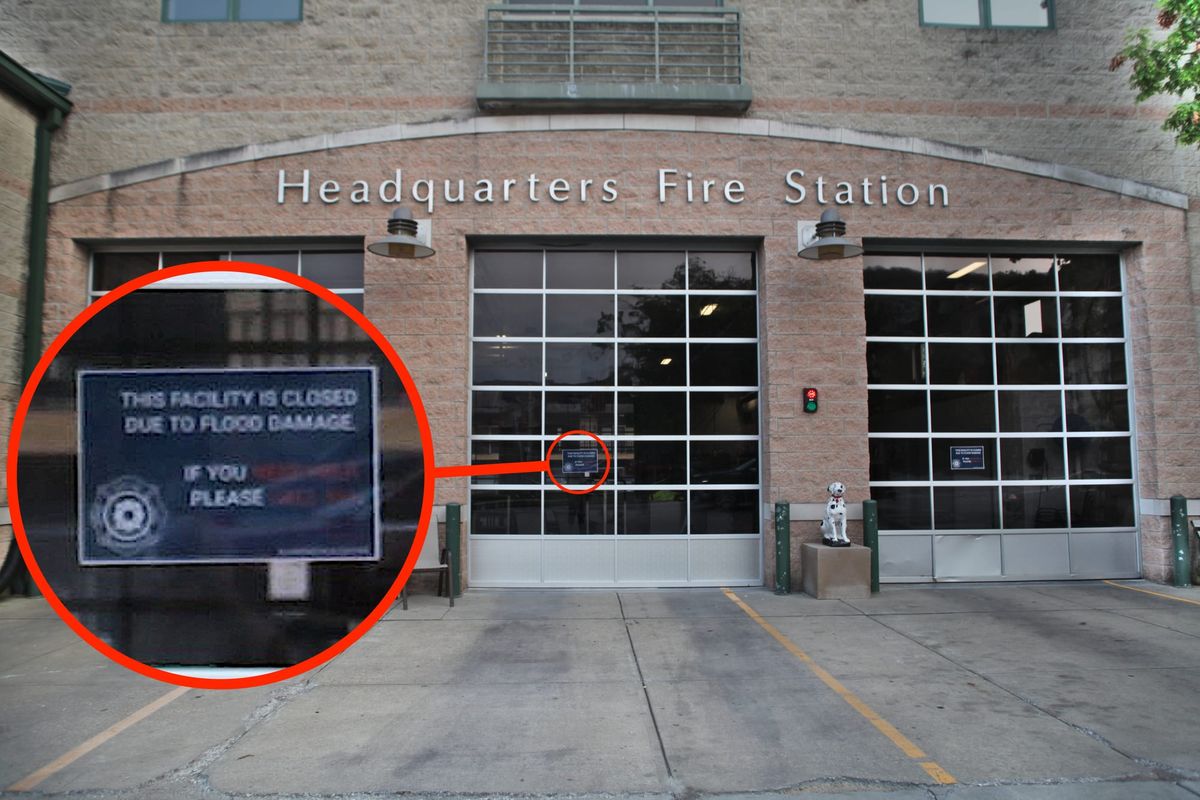 Headquarters Fire Station
THIS FACILITY IS CLOSED
DUE TO FLOOD DAMAGE.
IF YOU
PLEASE